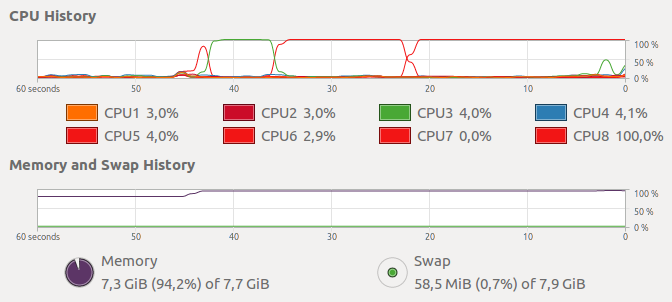 CPU History
100 %
50 %
0 %
60 seconds 50 40 30 20 10 0
CPU1 3,0% CPU2 3,0% CPU3 4,0% CPU4 4,1%
CPU5 4,0% CPU6 2,9% CPU7 0,0% CPU8 100,0%
Memory and Swap History
100 %
50 %
0 %
60 seconds 50 40 30 20 10 0
Memory Swap
7,3 GiB (94,2%) of 7,7 GiB 58,5 MiB (0,7%) of 7,9 GiB